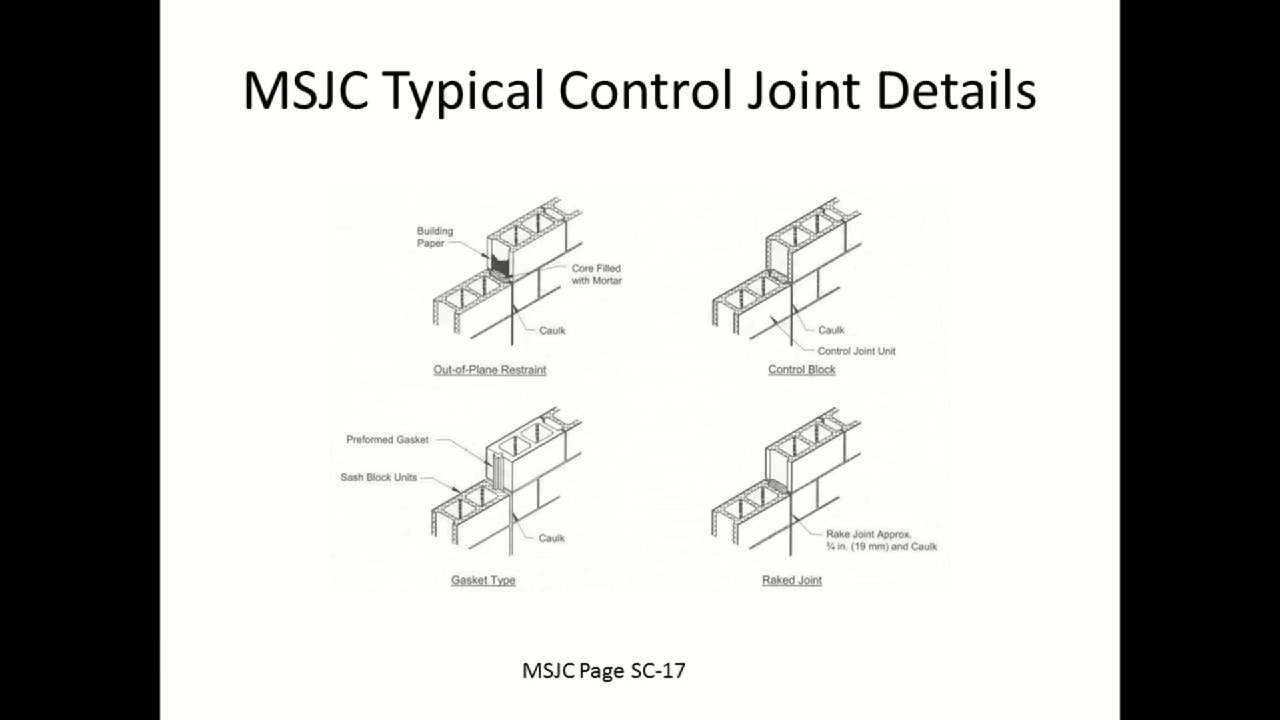 MSJC Typical Control Joint Details
Building
Paper
Core Filled
with Mortar
Caulk
Out-of-Plane Restraint
Caulk
Control Joint Unit
Control Block
Preformed Gasket
Sash Block Units
Caulk
Gasket Type
Rake Joint Approx.
¾ in. (19 mm) and Caulk
Raked Joint
MSJC Page SC-17